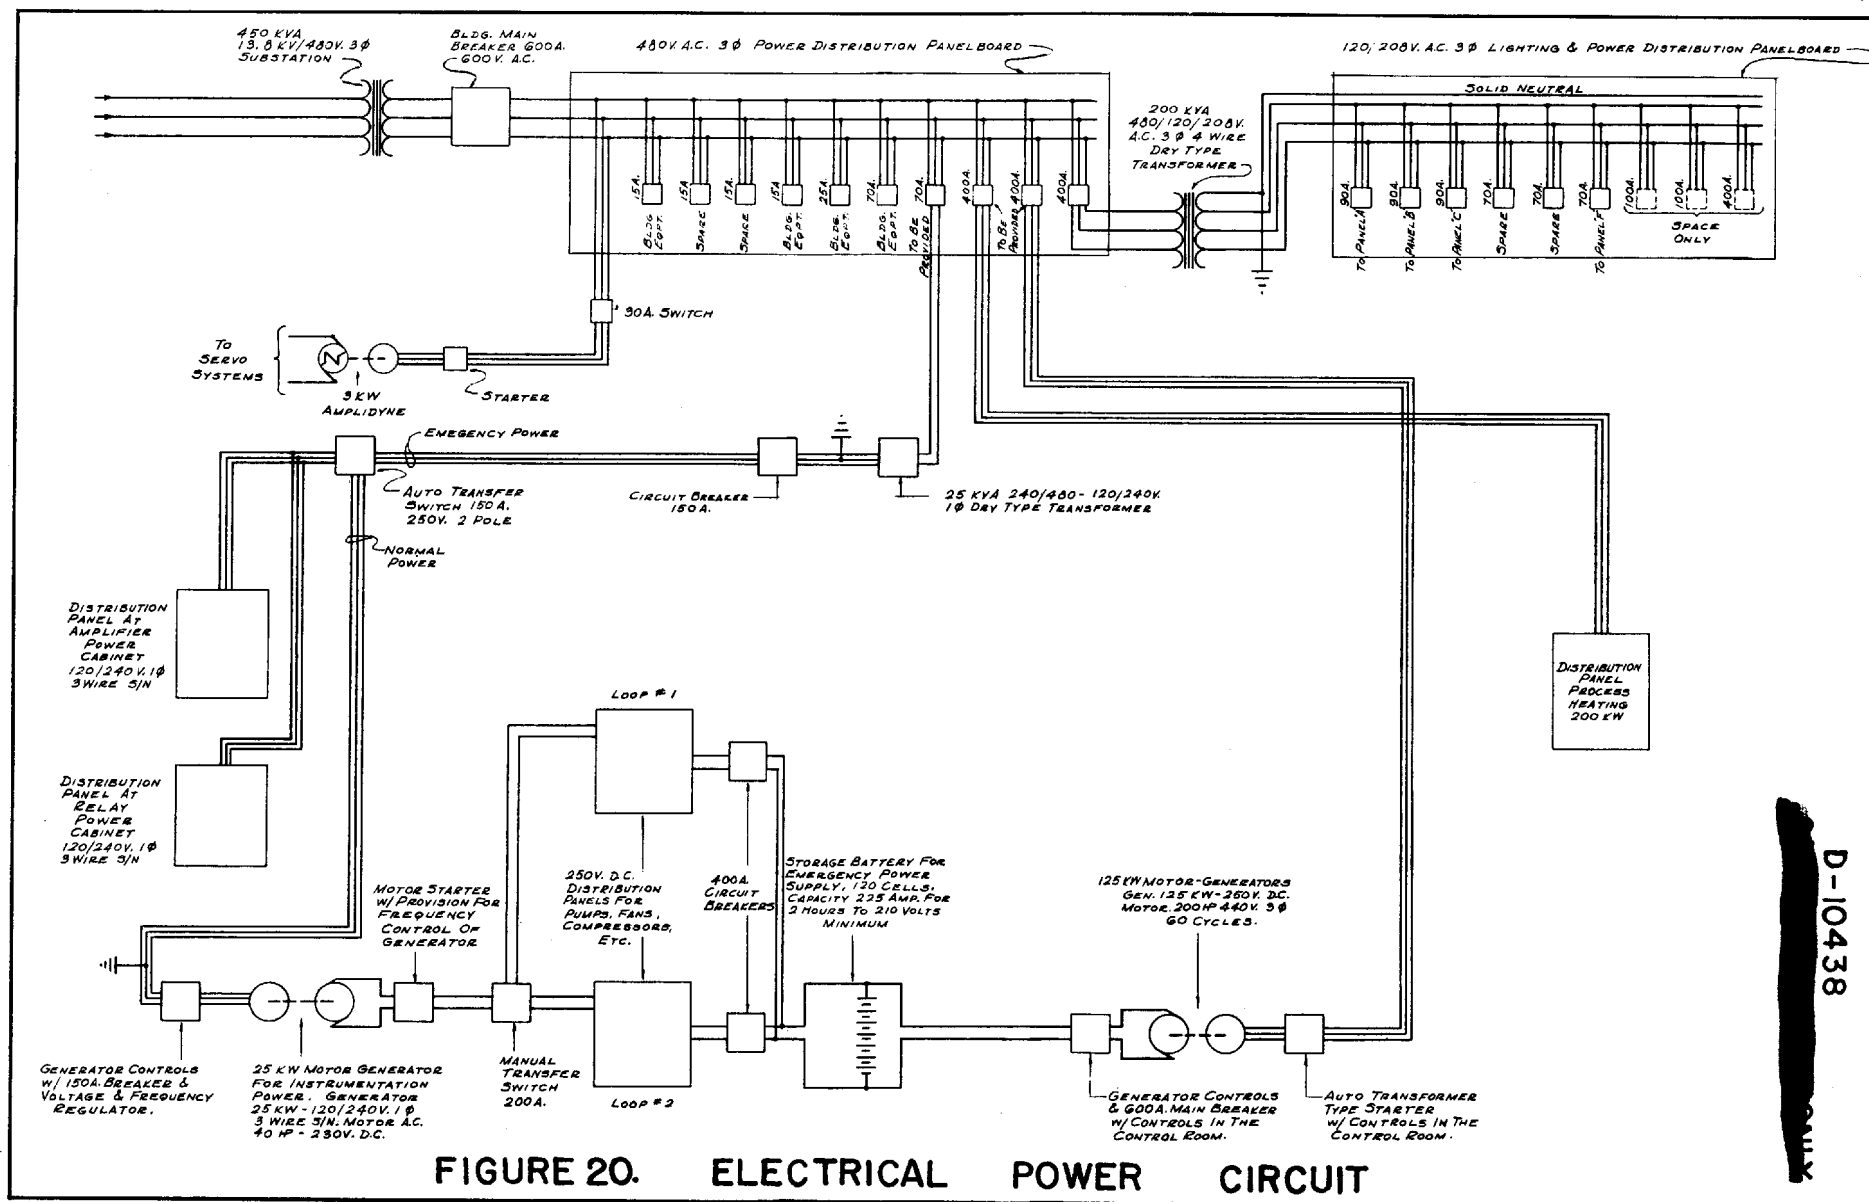 450 KVA
13.8 KV/480V. 3Ø
SUBSTATION
BLDG. MAIN
BREAKER 600A.
600V. A.C.
480V. A.C. 3Ø POWER DISTRIBUTION PANELBOARD
120/208V. A.C. 3Ø LIGHTING & POWER DISTRIBUTION PANELBOARD
SOLID NEUTRAL
200 KVA
480/120/208V.
A.C. 3Ø 4 WIRE
DRY TYPE
TRANSFORMER
15A.
15A
15A.
15A
25A.
70A.
70A.
400A.
400A.
400A.
BLDG.
EQPT.
SPARE
SPARE
BLDG.
EQPT.
BLDG.
EQPT.
BLDG.
EQPT.
TO BE
PROVIDED
TO BE
PROVIDED
90A.
90A.
90A.
70A.
70A.
70A.
100A.
100A.
400A.
TO PANEL 'A'
TO PANEL 'B'
TO PANEL 'C'
SPARE
SPARE
TO PANEL 'F'
SPACE
ONLY
30A. SWITCH
TO
SERVO
SYSTEMS
3 KW
AMPLIDYNE
STARTER
EMEGENCY POWER
AUTO TRANSFER
SWITCH 150A.
250V. 2 POLE
CIRCUIT BREAKER
150A.
25 KVA 240/480-120/240V.
1Ø DRY TYPE TRANSFORMER
NORMAL
POWER
DISTRIBUTION
PANEL AT
AMPLIFIER
POWER
CABINET
120/240V. 1Ø
3 WIRE S/N
DISTRIBUTION
PANEL
PROCESS
HEATING
200 KW
LOOP #1
DISTRIBUTION
PANEL AT
RELAY
POWER
CABINET
120/240V. 1Ø
3 WIRE S/N
MOTOR STARTER
W/ PROVISION FOR
FREQUENCY
CONTROL OF
GENERATOR
250V. D.C.
DISTRIBUTION
PANELS FOR
PUMPS, FANS,
COMPRESSORS,
ETC.
400A.
CIRCUIT
BREAKERS
STORAGE BATTERY FOR
EMERGENCY POWER
SUPPLY, 120 CELLS.
CAPACITY 225 AMP. FOR
2 HOURS TO 210 VOLTS
MINIMUM
125 KW MOTOR-GENERATORS
GEN. 125 KW-250V. D.C.
MOTOR. 200 HP 440V. 3Ø
60 CYCLES.
GENERATOR CONTROLS
W/ 150A. BREAKER &
VOLTAGE & FREQUENCY
REGULATOR.
25 KW MOTOR GENERATOR
FOR INSTRUMENTATION
POWER. GENERATOR
25 KW-120/240V. 1Ø
3 WIRE S/N. MOTOR A.C.
40 HP - 230V. D.C.
MANUAL
TRANSFER
SWITCH
200A.
LOOP #2
GENERATOR CONTROLS
& 600A. MAIN BREAKER
W/ CONTROLS IN THE
CONTROL ROOM.
AUTO TRANSFORMER
TYPE STARTER
W/ CONTROLS IN THE
CONTROL ROOM.
D-10438
FIGURE 20. ELECTRICAL POWER CIRCUIT